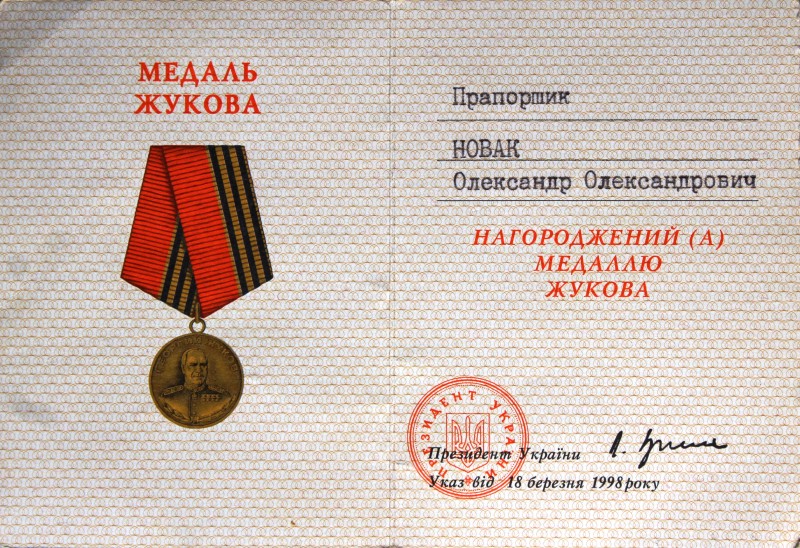 МЕДАЛЬ
ЖУКОВА
Прапорщик
НОВАК
Олександр Олександрович
НАГОРОДЖЕНИЙ (А)
МЕДАЛЛЮ
ЖУКОВА
ПРЕЗИДЕНТ УКРАЇНИ
Президент України
Указ від 18 березня 1998 року